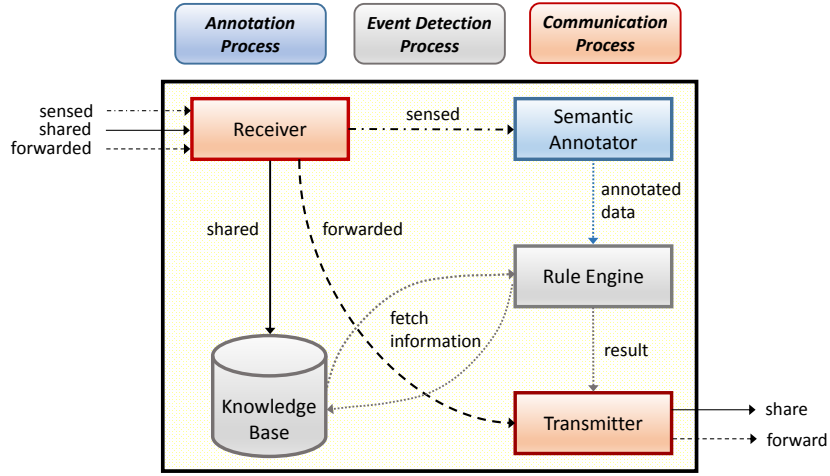 Annotation
Process
Event Detection
Process
Communication
Process
sensed
shared
forwarded
Receiver
sensed
Semantic
Annotator
annotated
data
shared
forwarded
Rule Engine
fetch
information
result
Knowledge
Base
Transmitter
share
forward